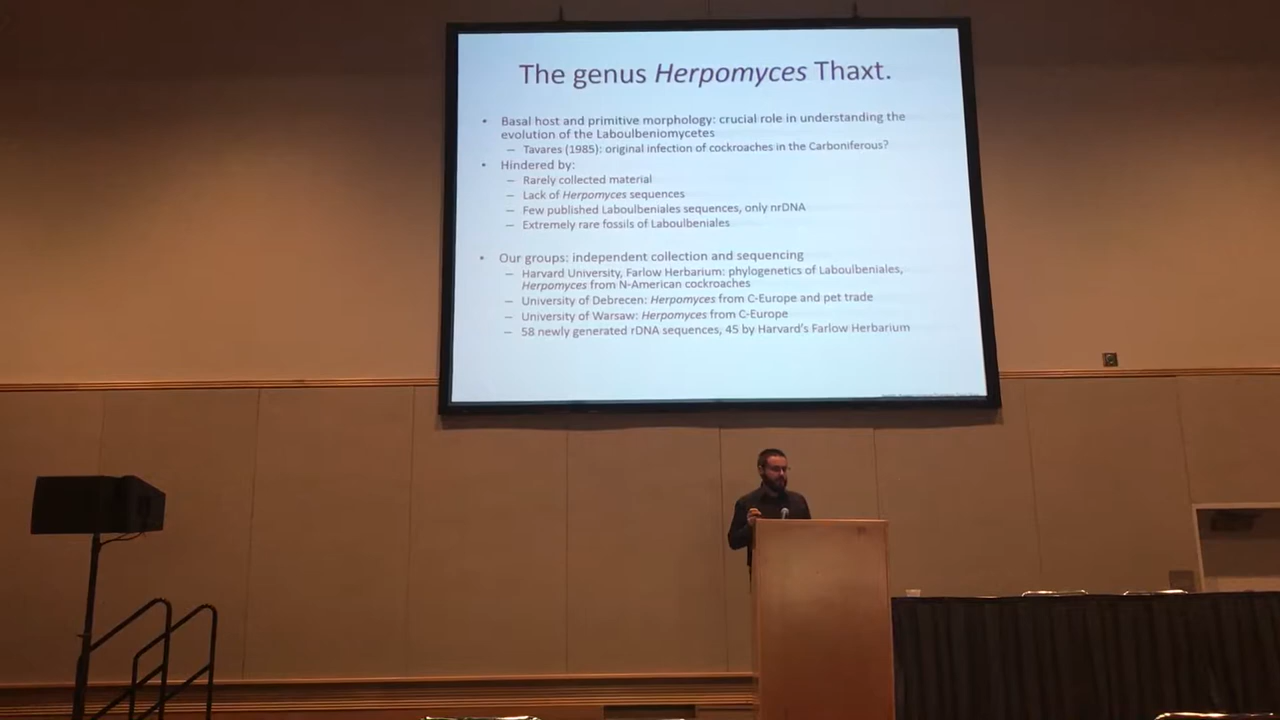 The genus Herpomyces Thaxt.
• Basal host and primitive morphology: crucial role in understanding the
evolution of the Laboulbeniomycetes
– Tavares (1985): original infection of cockroaches in the Carboniferous?
• Hindered by:
– Rarely collected material
– Lack of Herpomyces sequences
– Few published Laboulbeniales sequences, only nrDNA
– Extremely rare fossils of Laboulbeniales
• Our groups: independent collection and sequencing
– Harvard University, Farlow Herbarium: phylogenetics of Laboulbeniales,
Herpomyces from N-American cockroaches
– University of Debrecen: Herpomyces from C-Europe and pet trade
– University of Warsaw: Herpomyces from C-Europe
– 58 newly generated rDNA sequences, 45 by Harvard's Farlow Herbarium